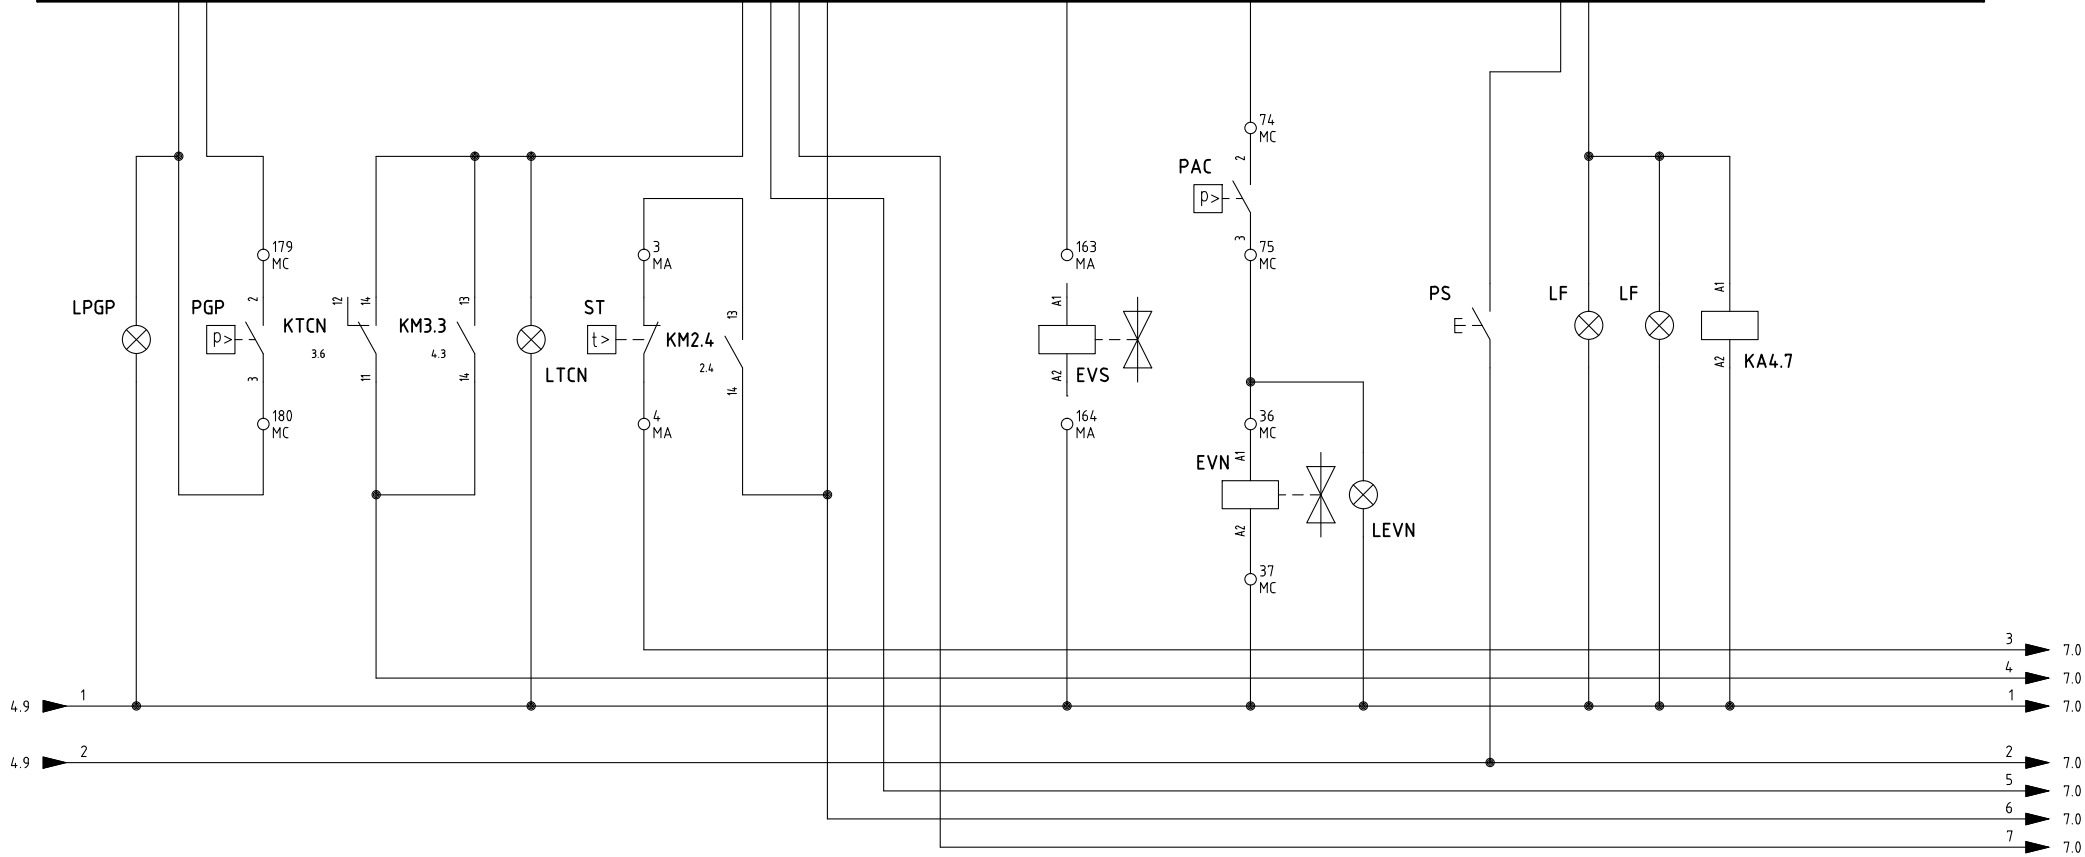 74
MC
2
PAC
p>
3
75
MC
179
MC
3
MA
163
MA
LPGP
PGP
2
p>
3
180
MC
KTCN
3.6
12
14
11
KM3.3
4.3
13
14
LTCN
ST
t>
4
MA
KM2.4
2.4
13
14
A1
A2
EVS
164
MA
36
MC
EVN
A1
A2
LEVN
37
MC
PS
E
LF
LF
A1
A2
KA4.7
3
7.0
4
7.0
4.9
1
1
7.0
4.9
2
2
7.0
5
7.0
6
7.0
7
7.0